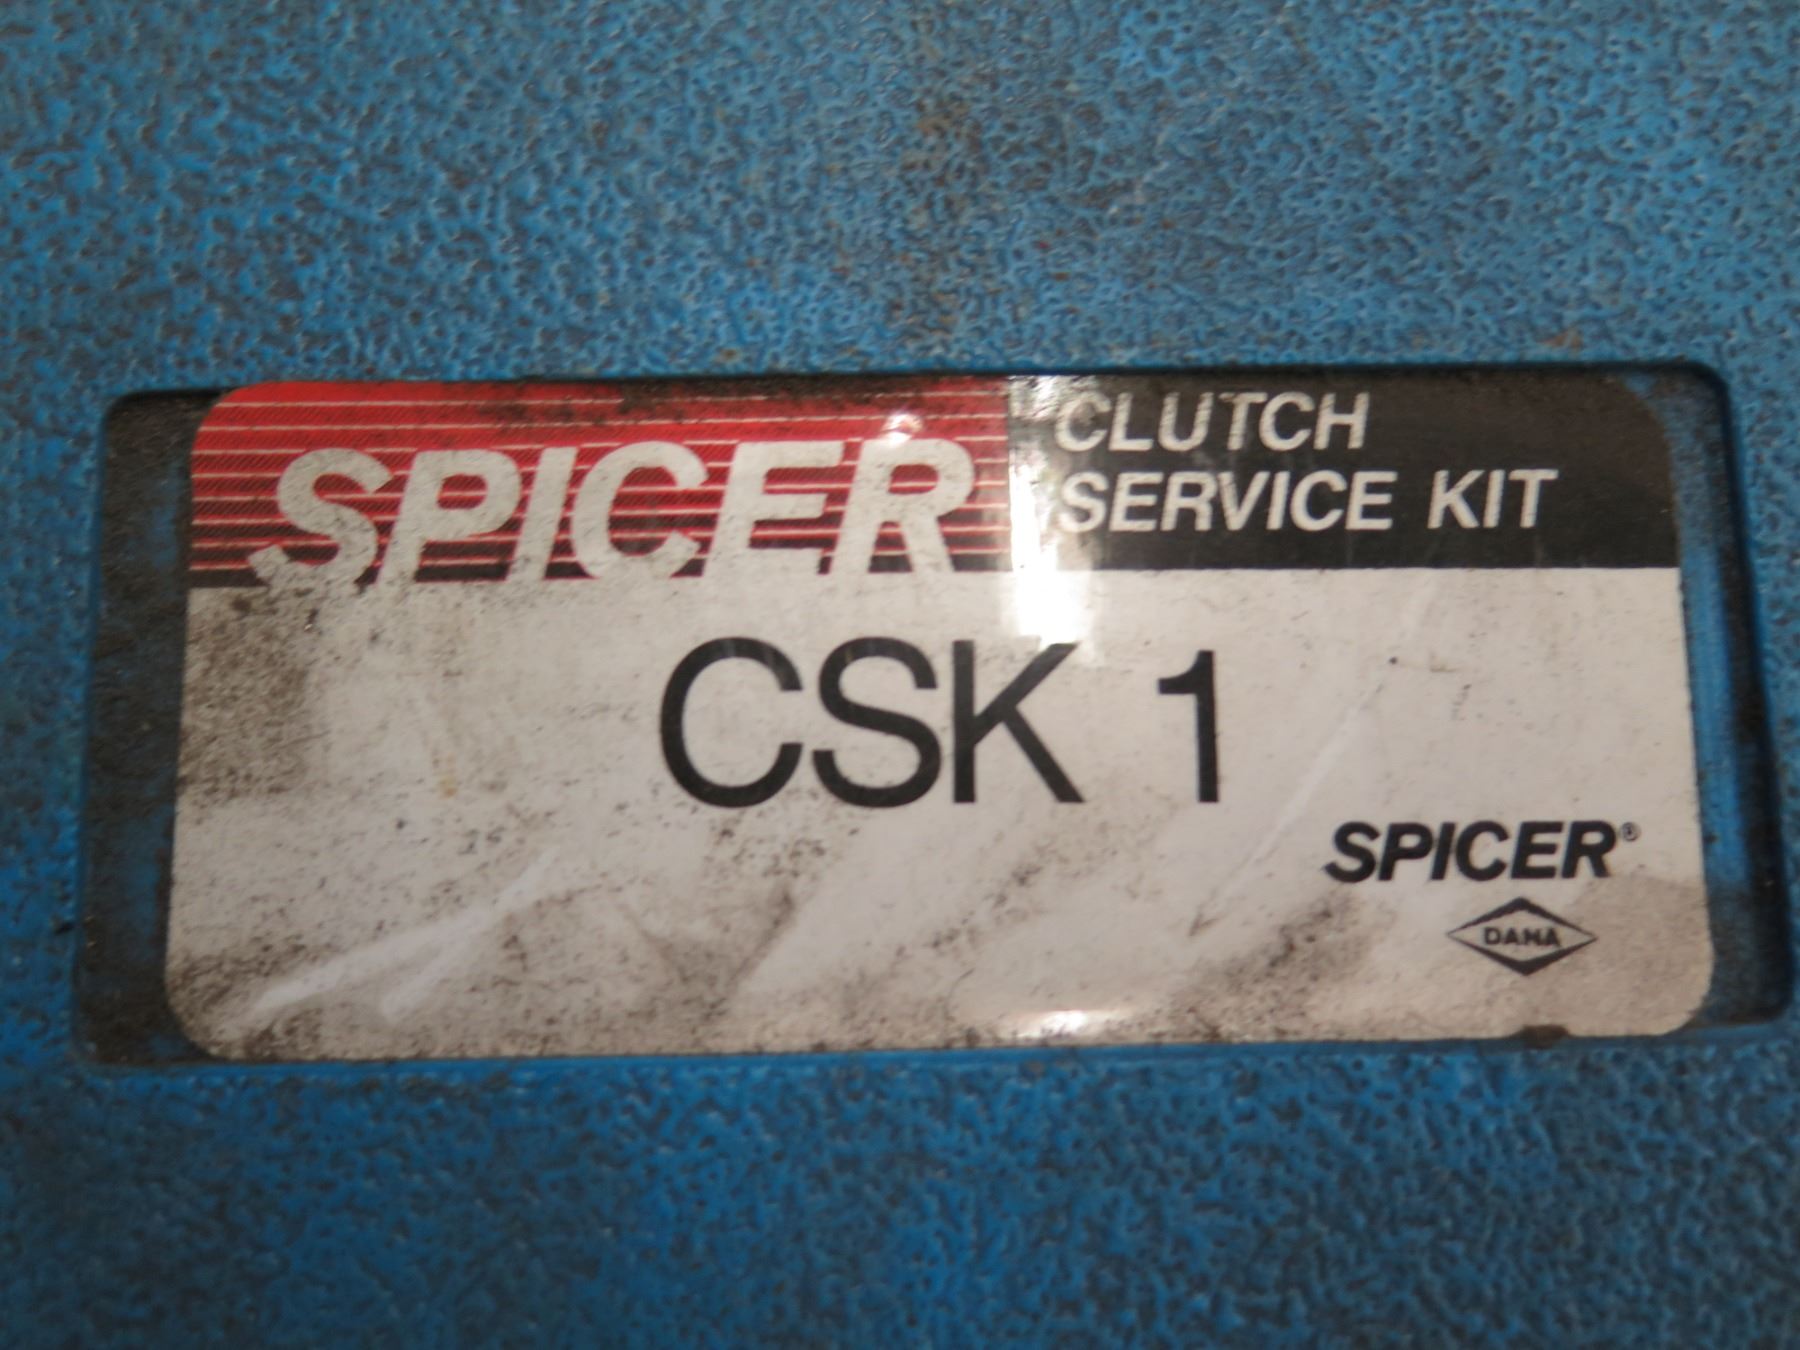 SPICER
CLUTCH
SERVICE KIT
CSK 1
SPICER®
DANA